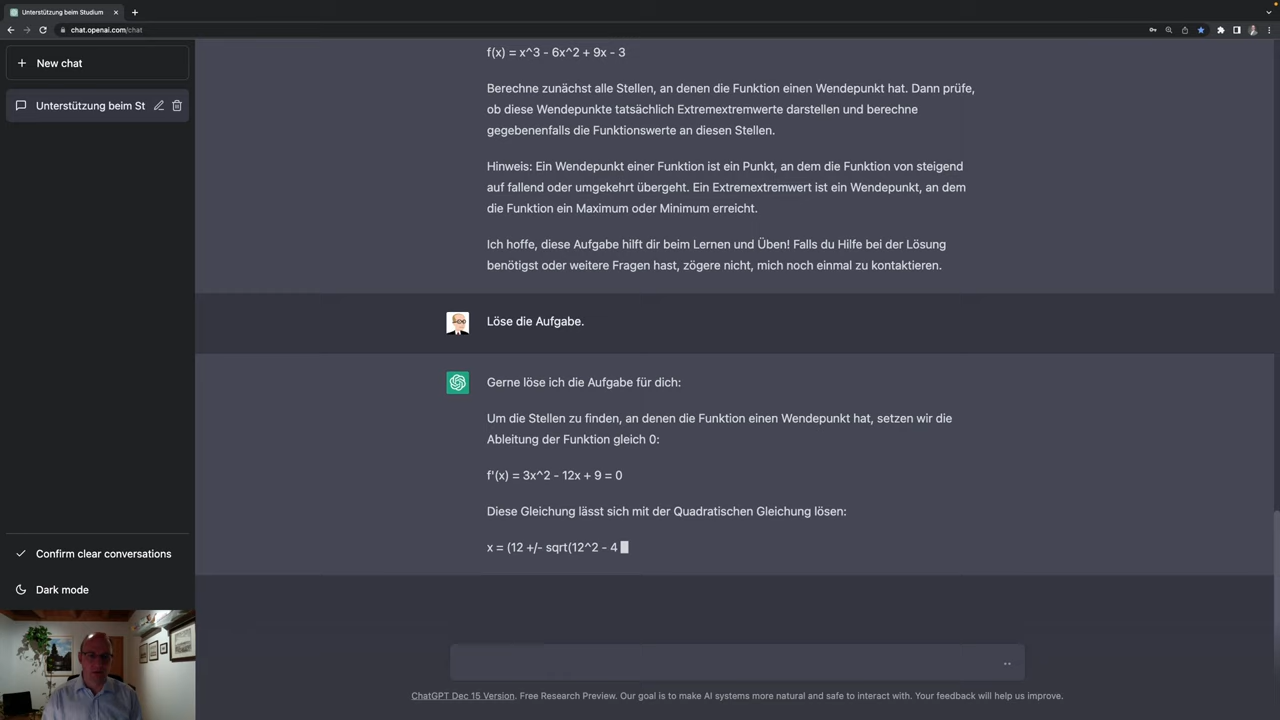 Unterstützung beim Studium
chat.openai.com/chat
New chat
Unterstützung beim St
f(x) = x^3 - 6x^2 + 9x - 3
Berechne zunächst alle Stellen, an denen die Funktion einen Wendepunkt hat. Dann prüfe,
ob diese Wendepunkte tatsächlich Extremextremwerte darstellen und berechne
gegebenenfalls die Funktionswerte an diesen Stellen.
Hinweis: Ein Wendepunkt einer Funktion ist ein Punkt, an dem die Funktion von steigend
auf fallend oder umgekehrt übergeht. Ein Extremextremwert ist ein Wendepunkt, an dem
die Funktion ein Maximum oder Minimum erreicht.
Ich hoffe, diese Aufgabe hilft dir beim Lernen und Üben! Falls du Hilfe bei der Lösung
benötigst oder weitere Fragen hast, zögere nicht, mich noch einmal zu kontaktieren.
Löse die Aufgabe.
Gerne löse ich die Aufgabe für dich:
Um die Stellen zu finden, an denen die Funktion einen Wendepunkt hat, setzen wir die
Ableitung der Funktion gleich 0:
f'(x) = 3x^2 - 12x + 9 = 0
Diese Gleichung lässt sich mit der Quadratischen Gleichung lösen:
x = (12 +/- sqrt(12^2 - 4
Confirm clear conversations
Dark mode
ChatGPT Dec 15 Version. Free Research Preview. Our goal is to make AI systems more natural and safe to interact with. Your feedback will help us improve.